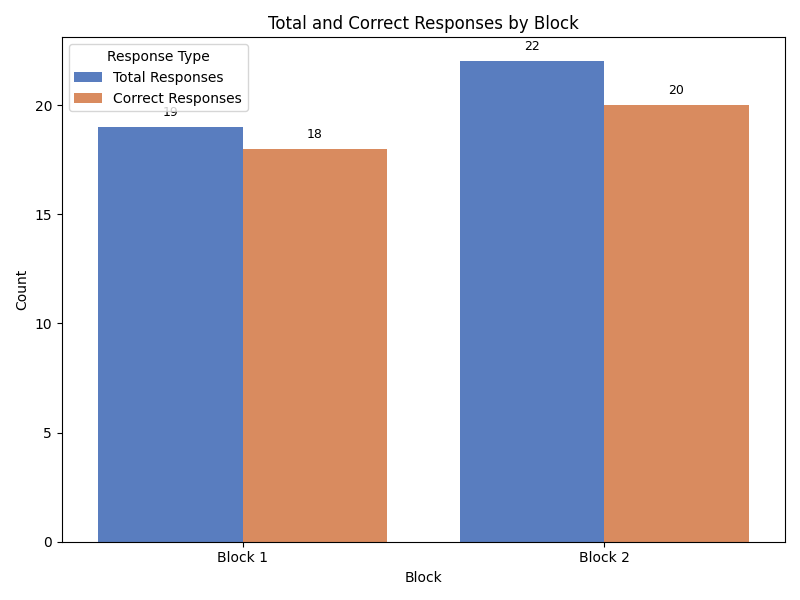 Total and Correct Responses by Block
Response Type
Total Responses
Correct Responses
19
18
22
20
Count
20
15
10
5
0
Block 1
Block 2
Block